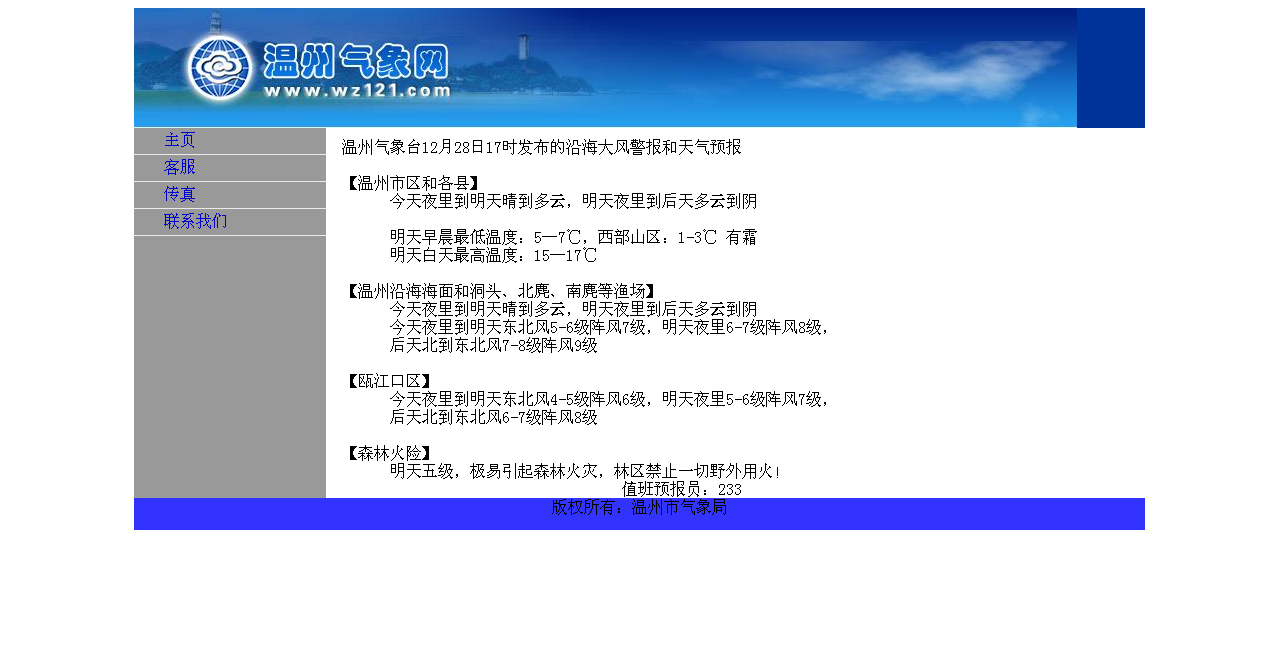 温州气象网
www.wz121.com
主页
客服
传真
联系我们
温州气象台12月28日17时发布的沿海大风警报和天气预报
【温州市区和各县】
今天夜里到明天晴到多云，明天夜里到后天多云到阴
明天早晨最低温度：5—7℃，西部山区：1-3℃ 有霜
明天白天最高温度：15—17℃
【温州沿海海面和洞头、北麂、南麂等渔场】
今天夜里到明天晴到多云，明天夜里到后天多云到阴
今天夜里到明天东北风5-6级阵风7级，明天夜里6-7级阵风8级，
后天北到东北风7-8级阵风9级
【瓯江口区】
今天夜里到明天东北风4-5级阵风6级，明天夜里5-6级阵风7级，
后天北到东北风6-7级阵风8级
【森林火险】
明天五级，极易引起森林火灾，林区禁止一切野外用火！
值班预报员：233
版权所有：温州市气象局